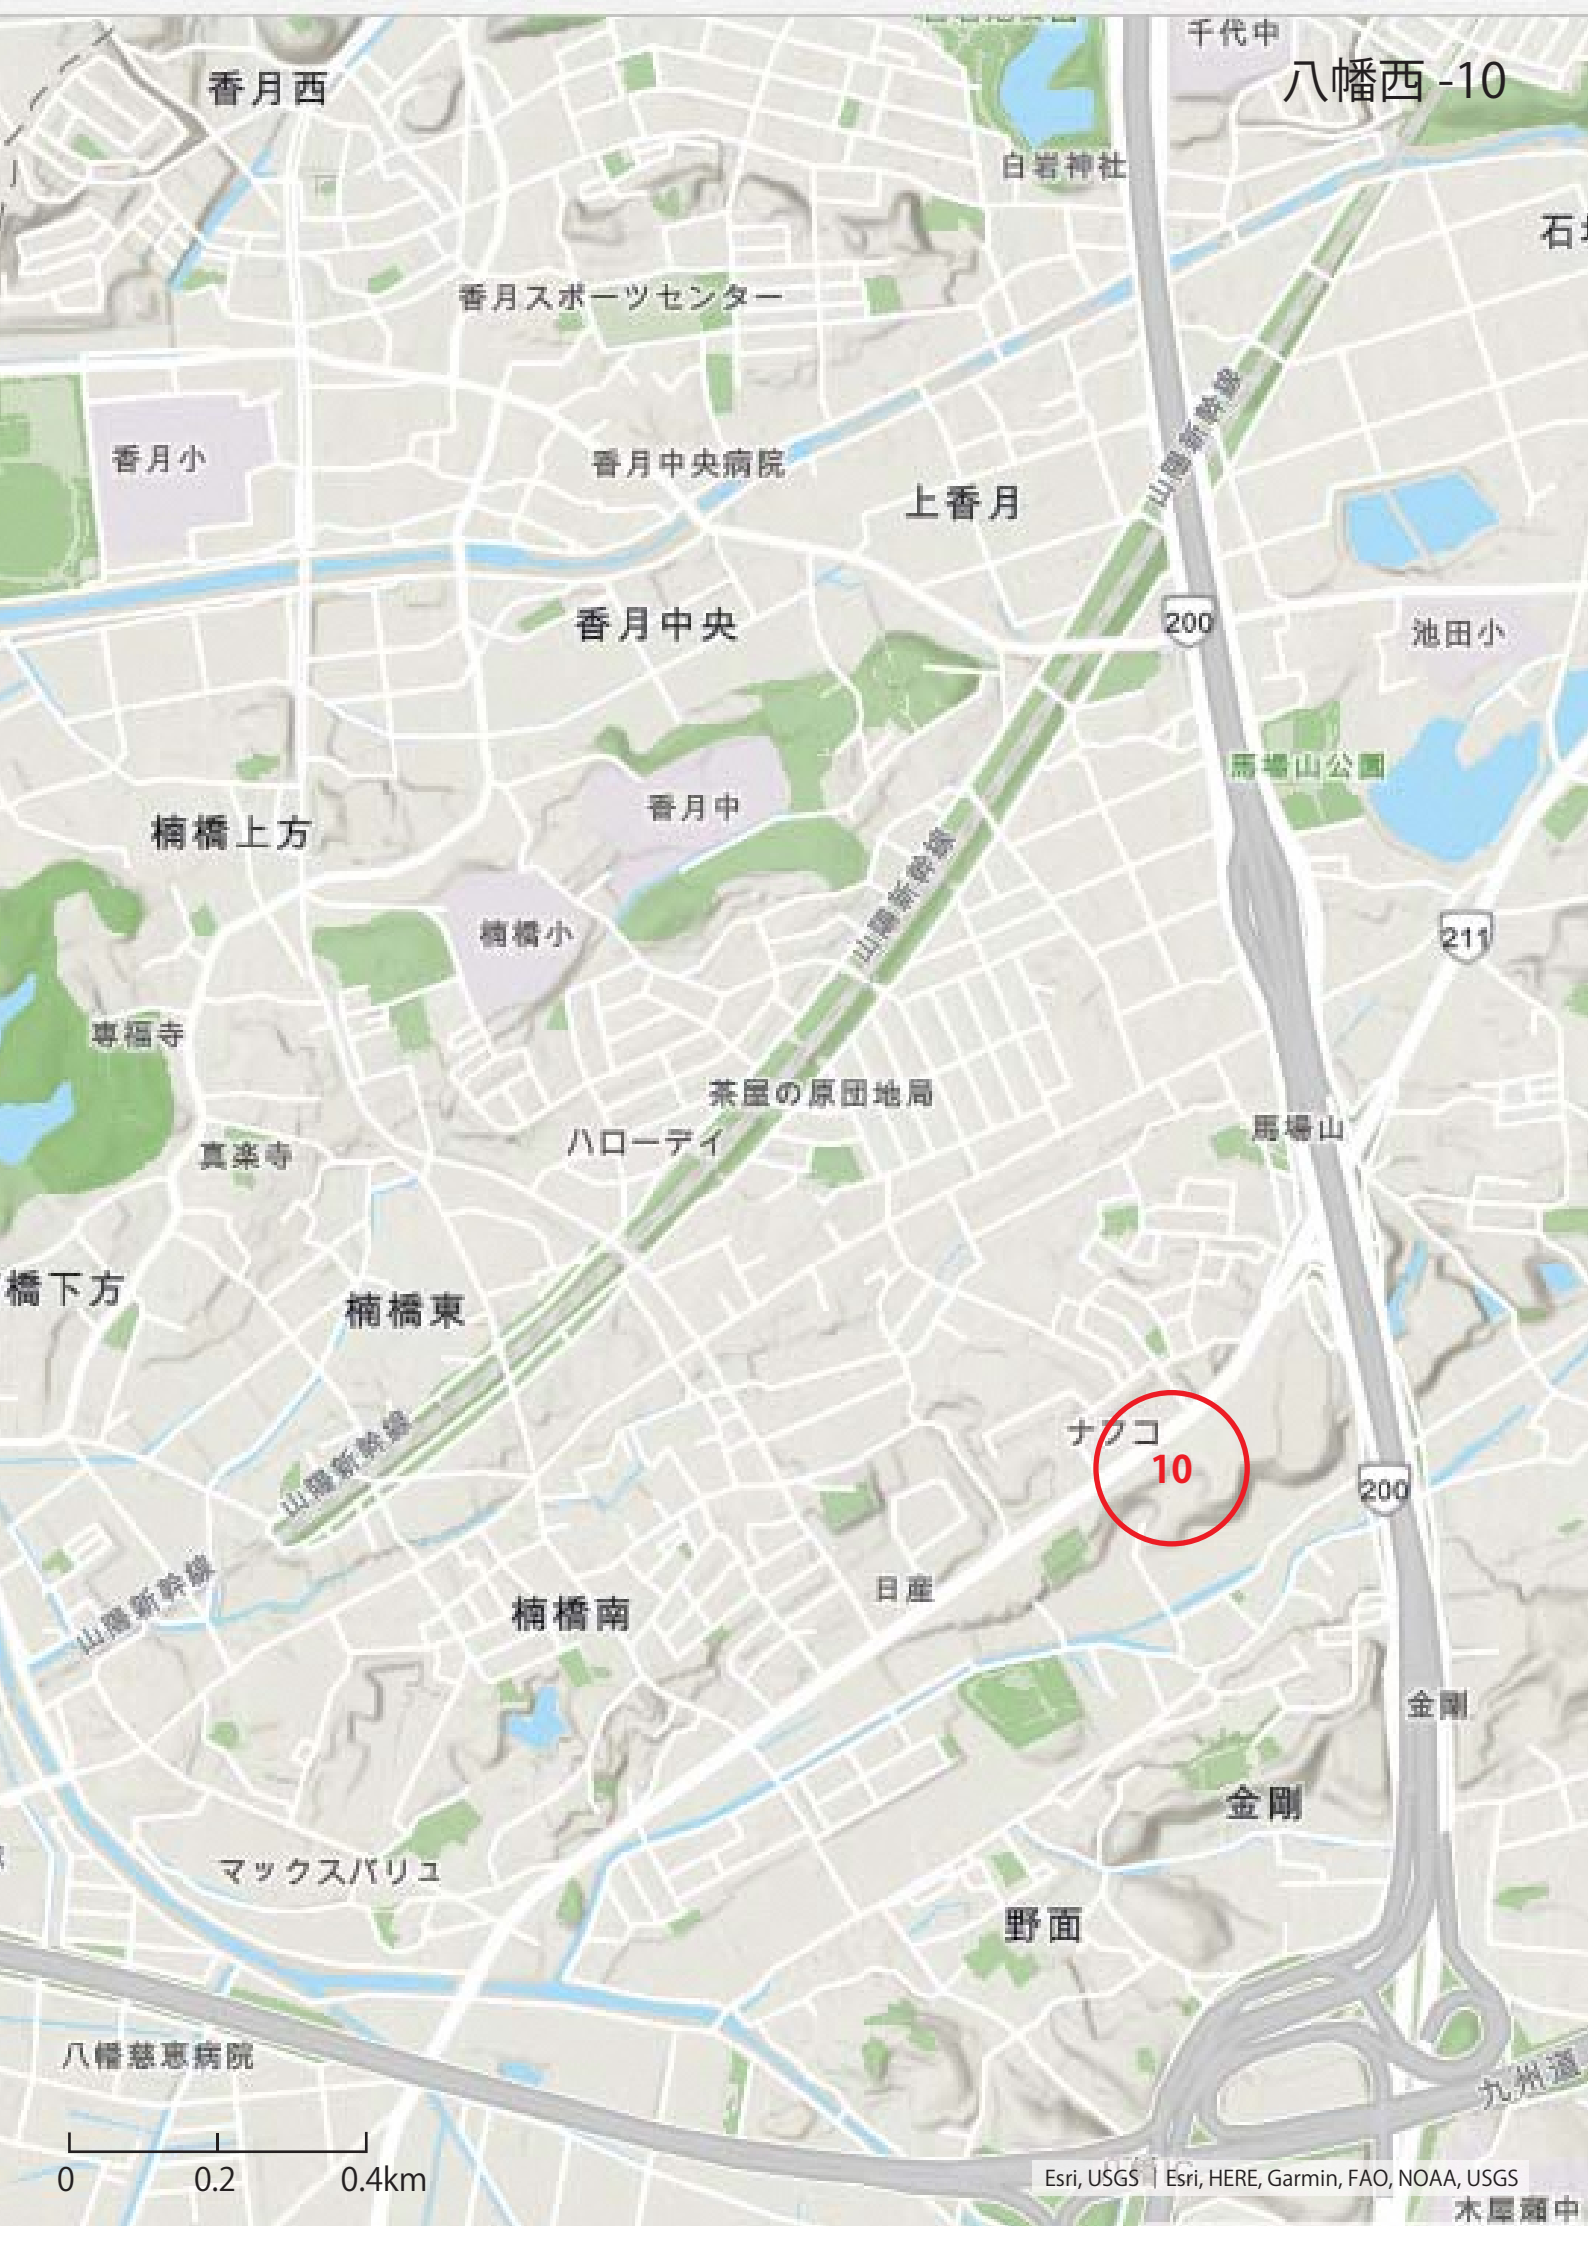 千代中
八幡西 -10
香月西
白岩神社
香月スポーツセンター
山陽新幹線
香月小
香月中央病院
上香月
200
香月中央
池田小
馬場山公園
香月中
楠橋上方
山陽新幹線
楠橋小
211
専福寺
茶屋の原団地局
馬場山
ハローデイ
真楽寺
橋下方
楠橋東
山陽新幹線
ナフコ
10
200
山陽新幹線
日産
楠橋南
金剛
金剛
マックスバリュ
野面
八幡慈恵病院
九州道
0 0.2 0.4km
Esri, USGS | Esri, HERE, Garmin, FAO, NOAA, USGS
木屋瀬中